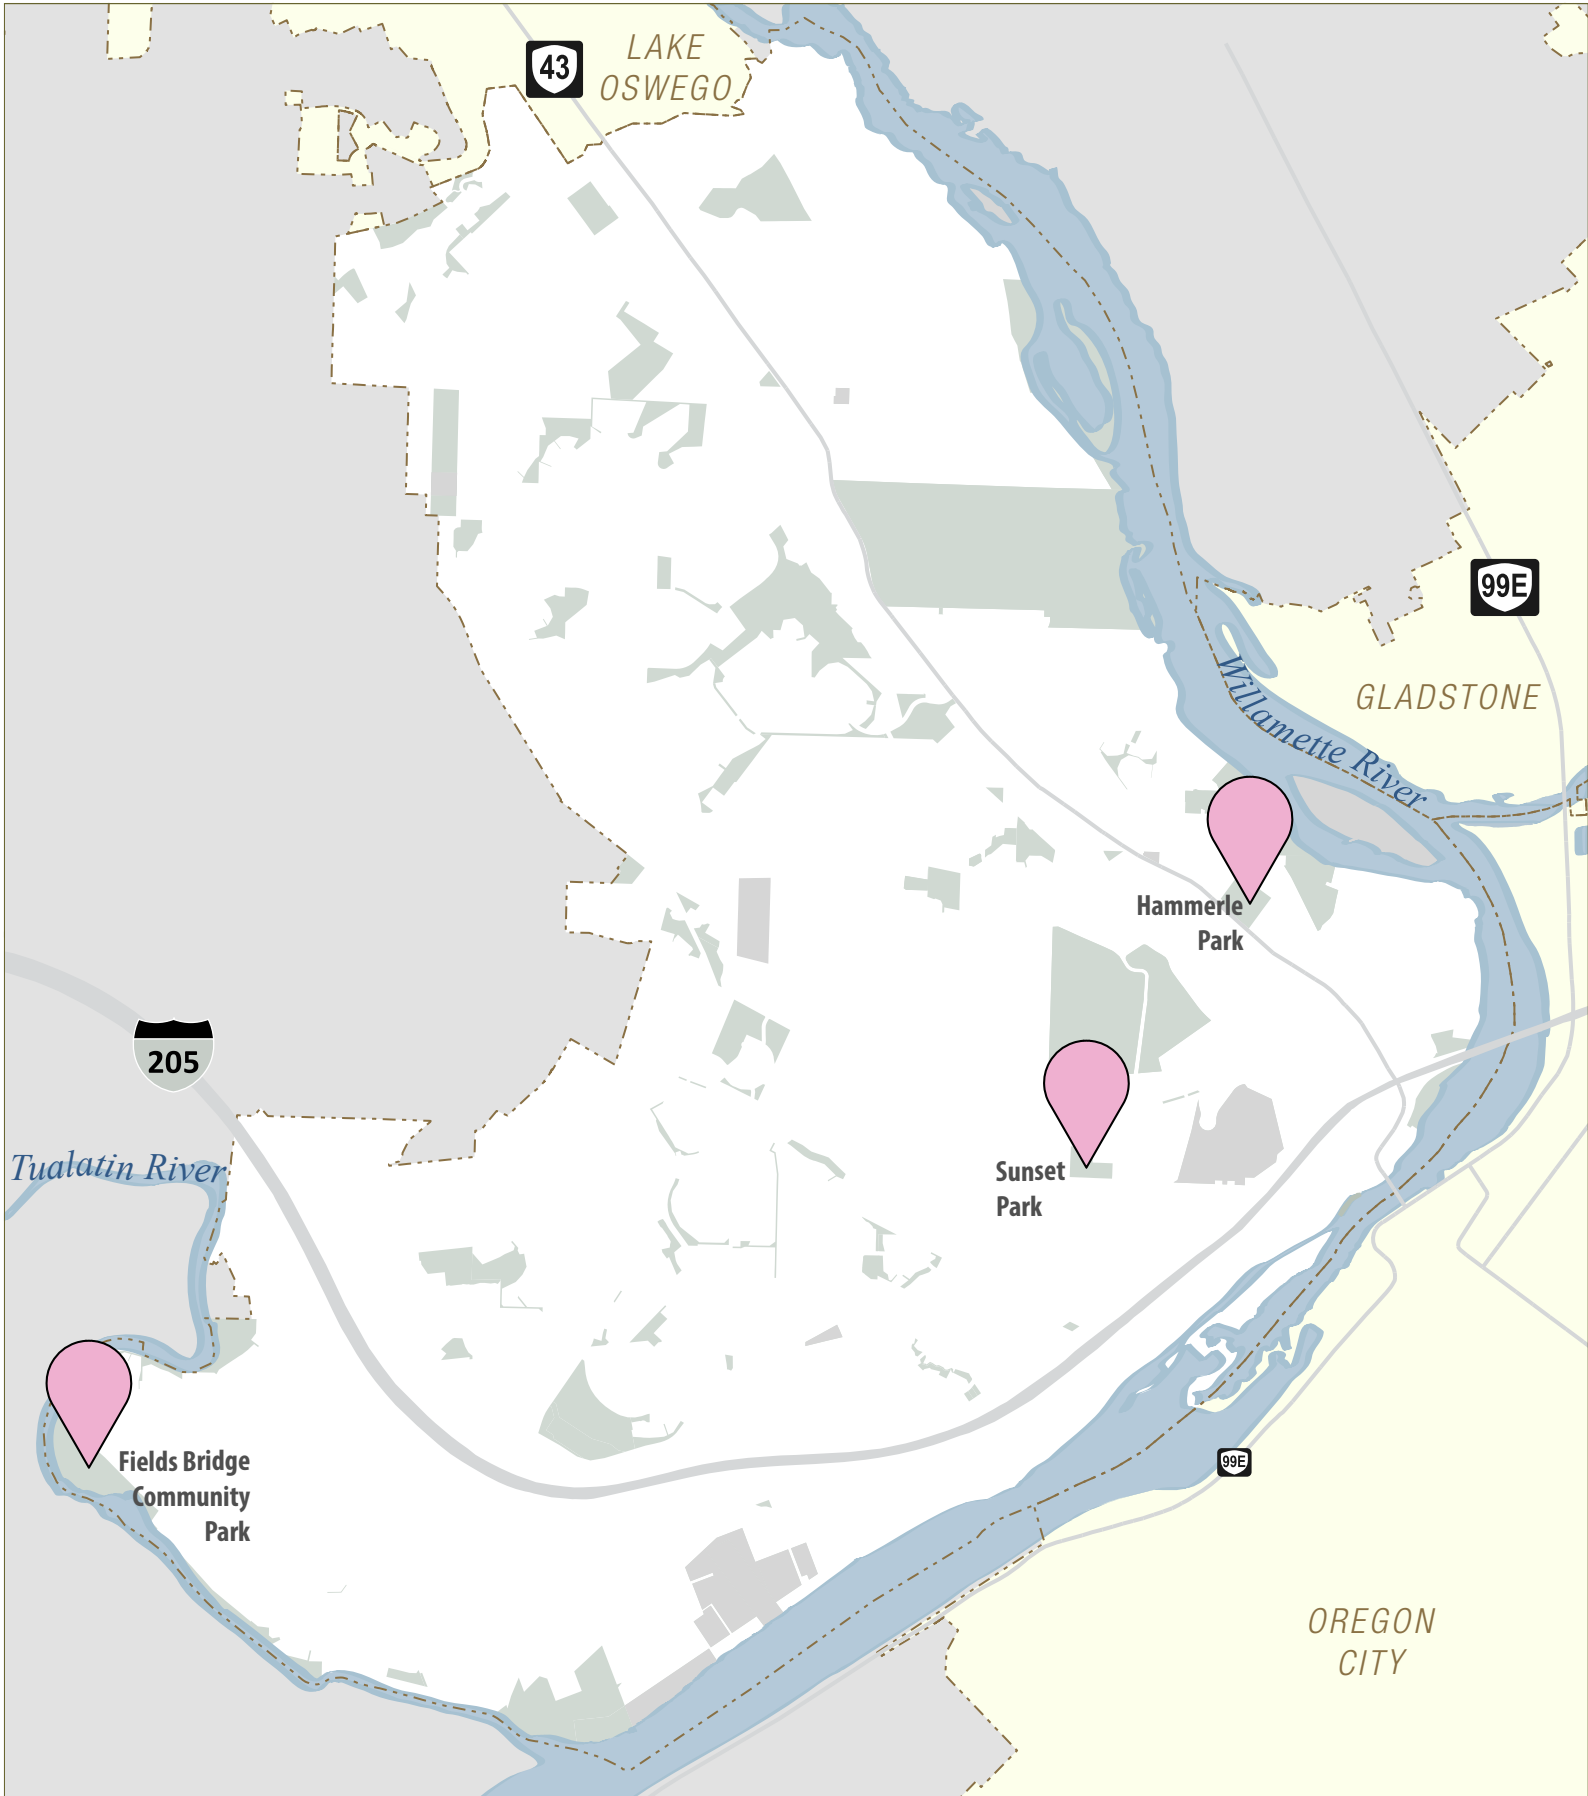 LAKE
OSWEGO
43
99E
GLADSTONE
Willamette River
Hammerle
Park
205
Sunset
Park
Tualatin River
Fields Bridge
Community
Park
99E
OREGON
CITY